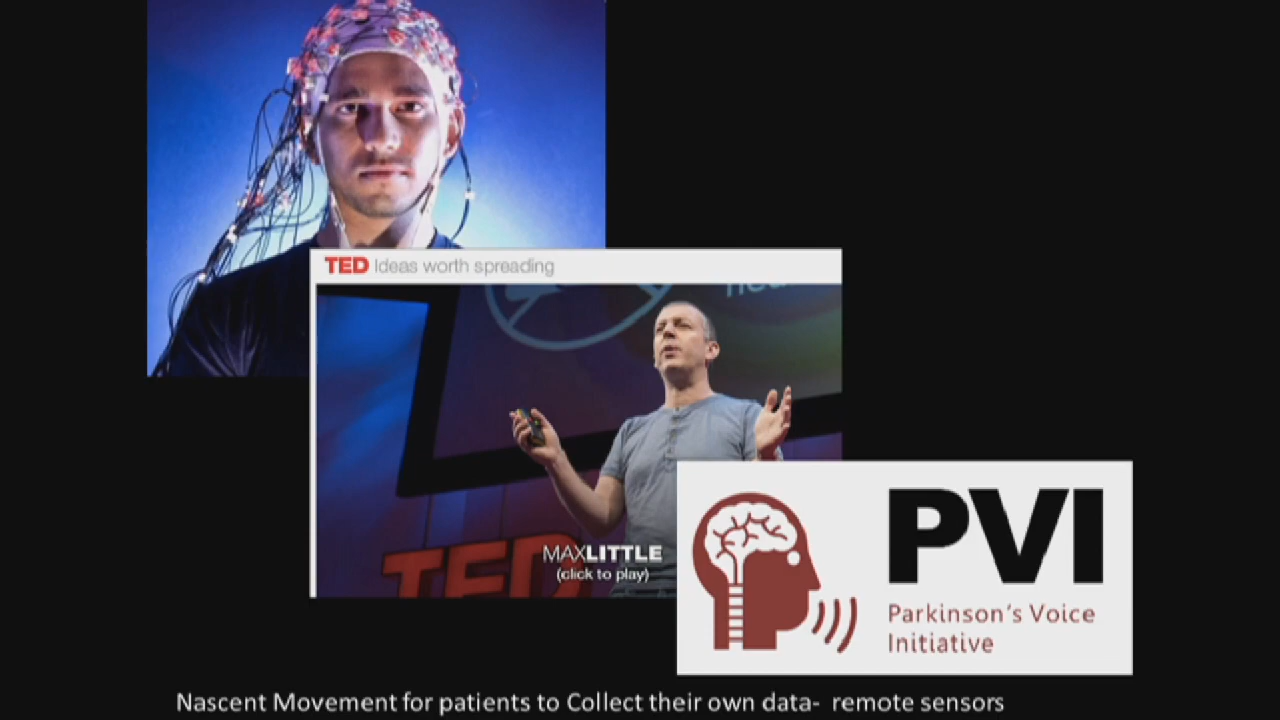 TED Ideas worth spreading
TED
MAXLITTLE
(click to play)
PVI
Parkinson's Voice
Initiative
Nascent Movement for patients to Collect their own data- remote sensors